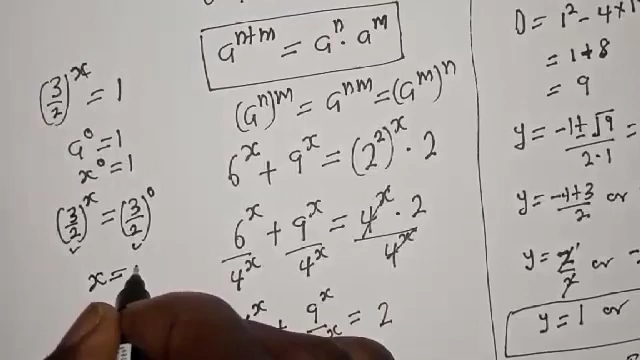 (3/2)^x = 1
a^0 = 1
x^0 = 1
(3/2)^x = (3/2)^0
x =
a^{n+m} = a^n · a^m
(a^n)^m = a^{nm} = (a^m)^n
6^x + 9^x = (2^2)^x · 2
6^x/4^x + 9^x/4^x = 4^x · 2/4^x
9^x = 2
D = 1^2 - 4×1
= 1+8
= 9
y = -1±√9/2·1 =
y = -1+3/2 or
y = 2/2 or
y = 1 or